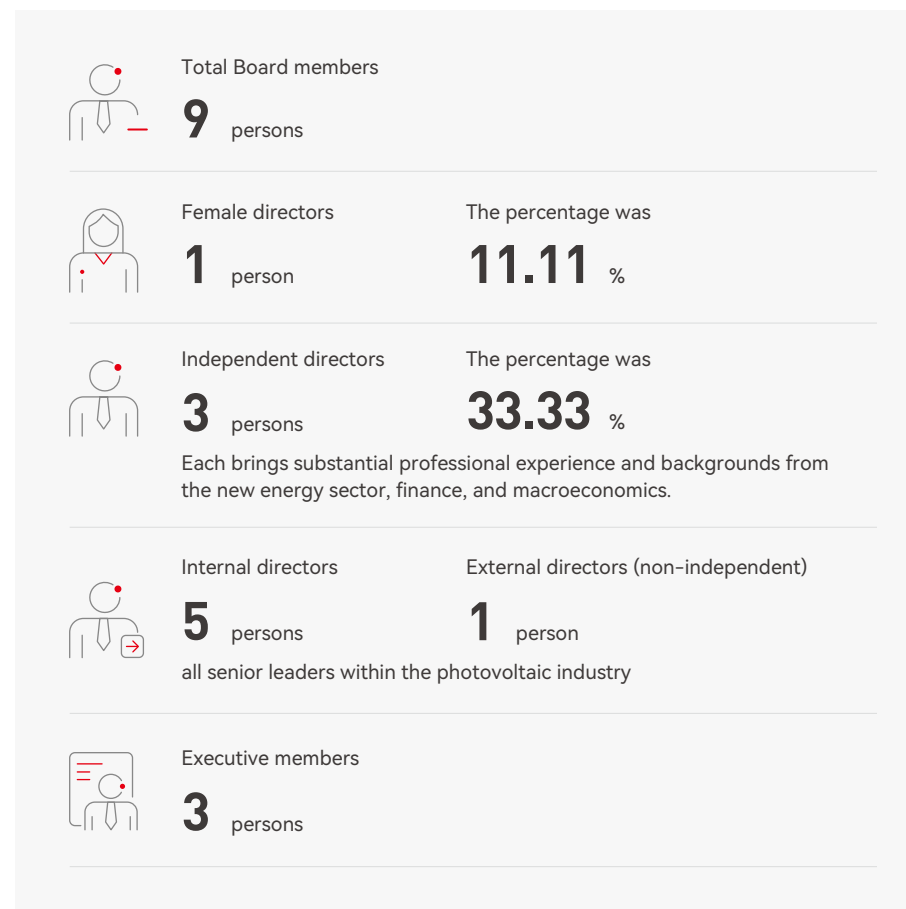 Total Board members
9 persons
Female directors
1 person
The percentage was
11.11 %
Independent directors
3 persons
The percentage was
33.33 %
Each brings substantial professional experience and backgrounds from
the new energy sector, finance, and macroeconomics.
Internal directors
5 persons
External directors (non-independent)
1 person
all senior leaders within the photovoltaic industry
Executive members
3 persons